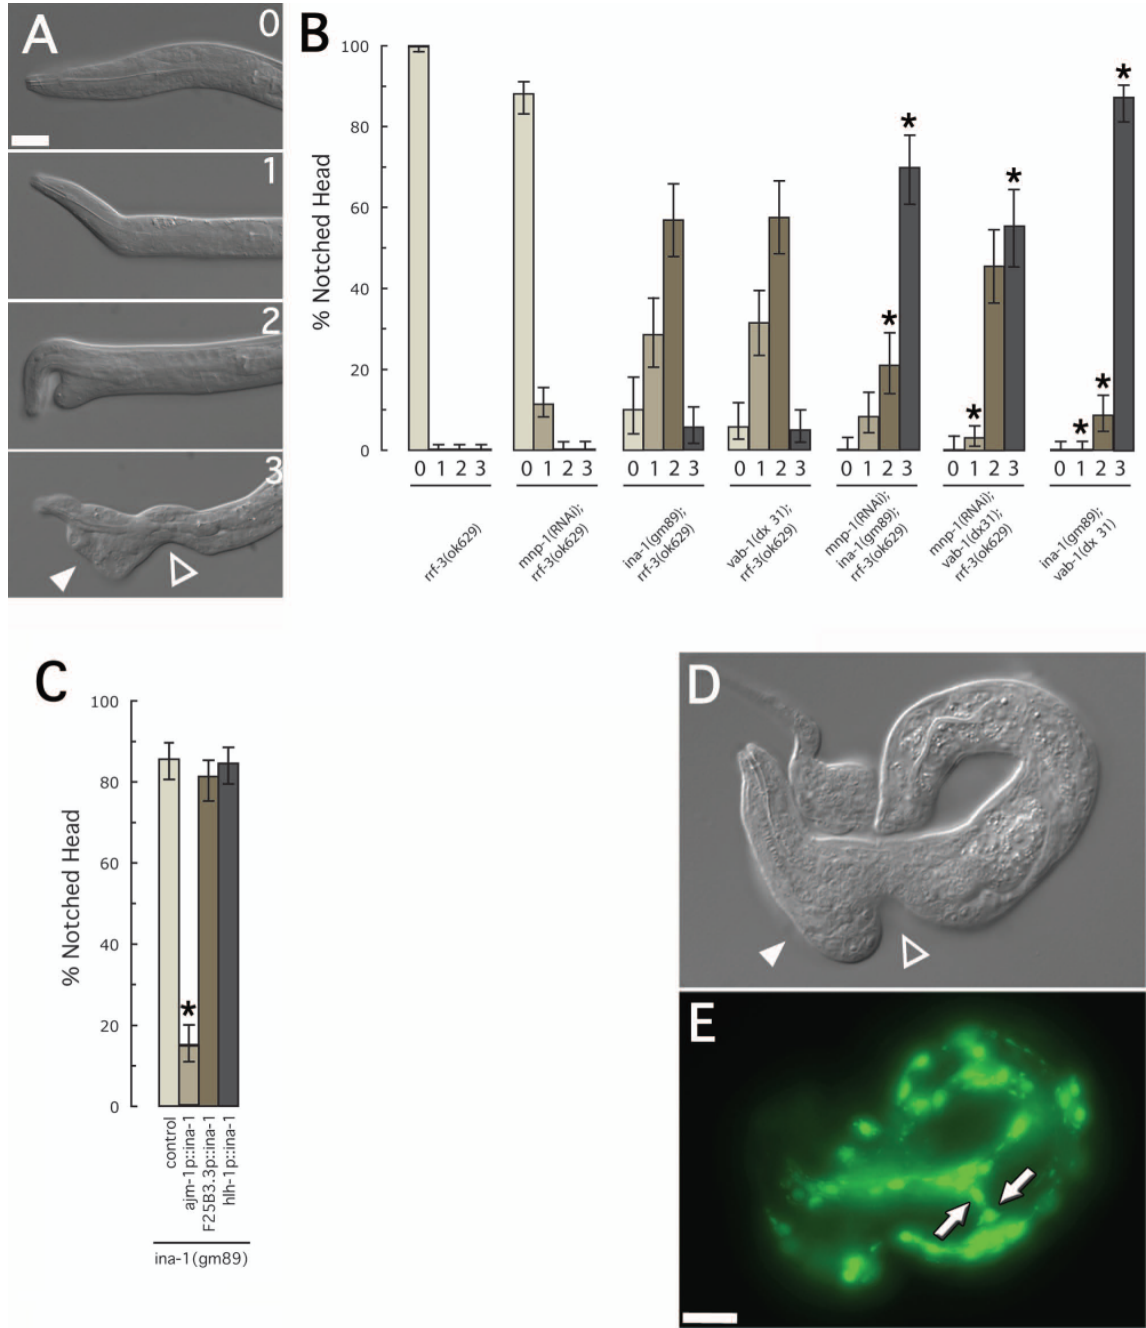 A
0
1
2
3
B
100
80
60
40
20
0
% Notched Head
0 1 2 3
0 1 2 3
0 1 2 3
0 1 2 3
0 1 2 3
0 1 2 3
0 1 2 3
* * * * * * *
rrf-3(ok629)
mnp-1(RNAi);
rrf-3(ok629)
ina-1(gm89);
rrf-3(ok629)
vab-1(dx 31);
rrf-3(ok629)
mnp-1(RNAi);
ina-1(gm89);
rrf-3(ok629)
mnp-1(RNAi);
vab-1(dx31);
rrf-3(ok629)
ina-1(gm89);
vab-1(dx 31)
C
100
80
60
40
20
0
% Notched Head
*
control
ajm-1p::ina-1
F25B3.3p::ina-1
hlh-1p::ina-1
ina-1(gm89)
D
E